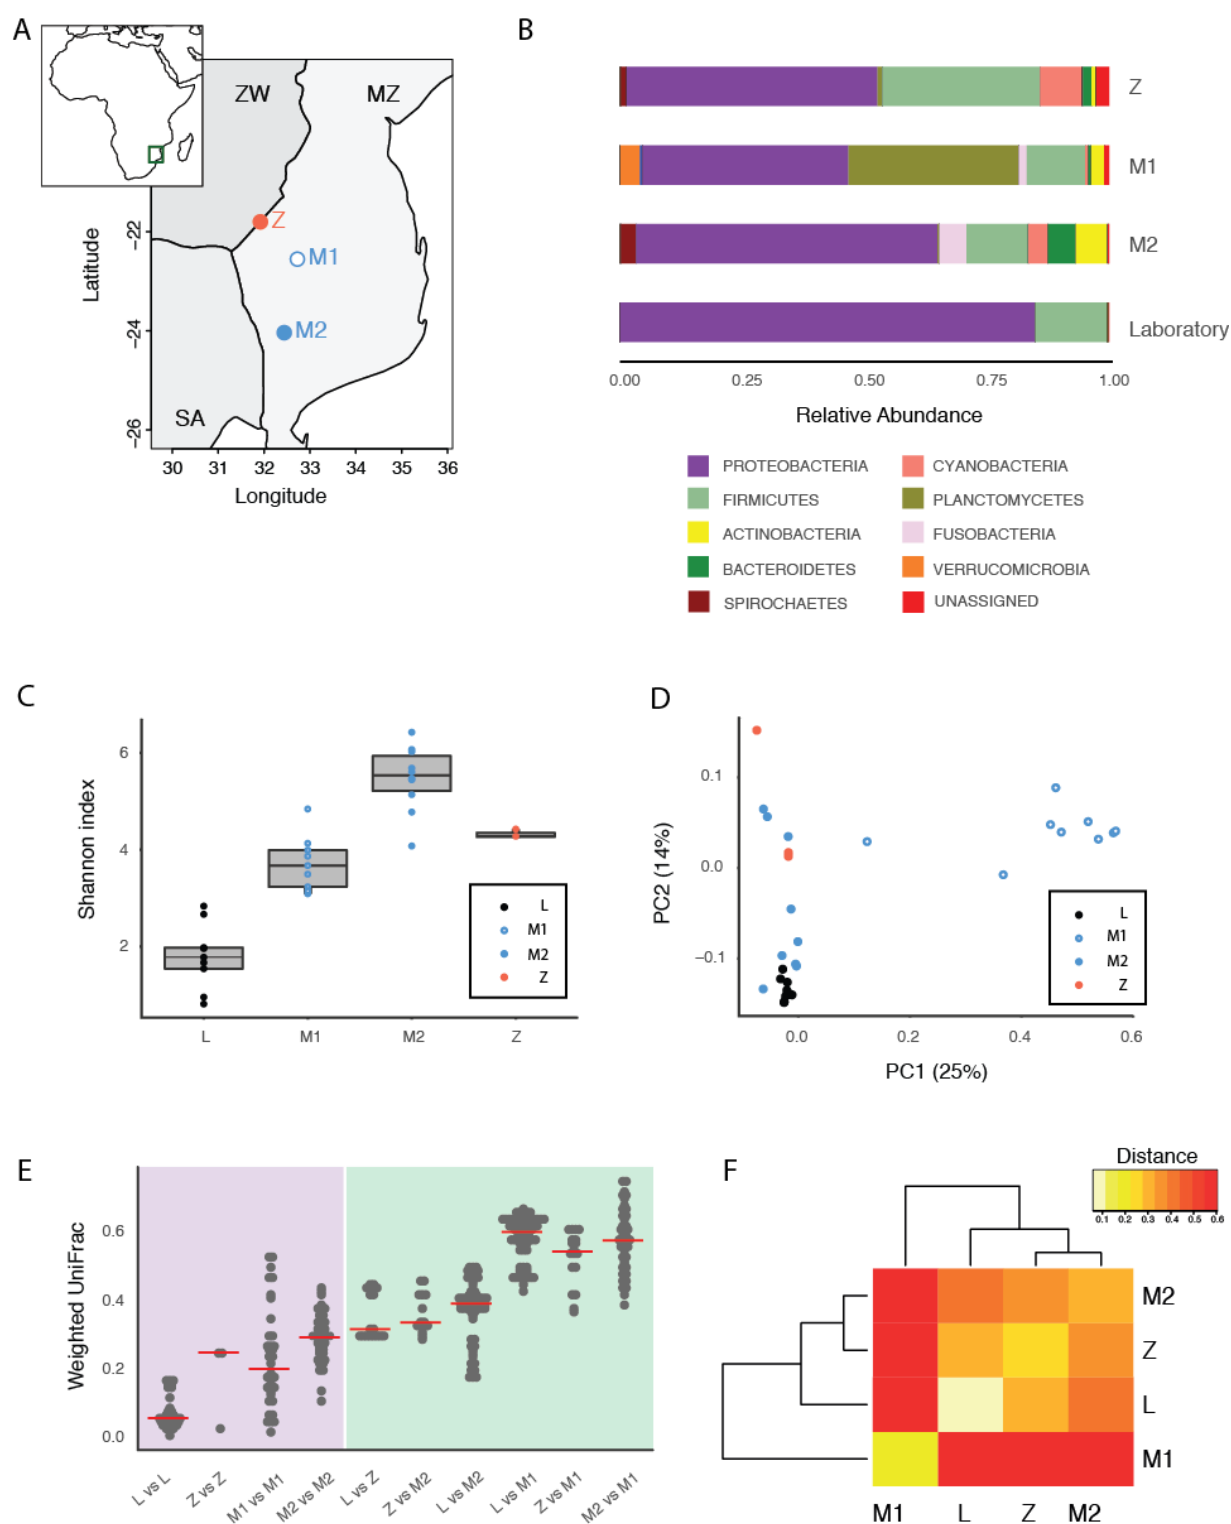 A
ZW
MZ
Z
M1
M2
SA
Latitude
-22
-24
-26
30 31 32 33 34 35 36
Longitude
B
Z
M1
M2
Laboratory
0.00 0.25 0.50 0.75 1.00
Relative Abundance
PROTEOBACTERIA CYANOBACTERIA
FIRMICUTES PLANCTOMYCETES
ACTINOBACTERIA FUSOBACTERIA
BACTEROIDETES VERRUCOMICROBIA
SPIROCHAETES UNASSIGNED
C
Shannon index
6
4
2
L
M1
M2
Z
L M1 M2 Z
D
PC2 (14%)
0.1
0.0
-0.1
L
M1
M2
Z
0.0 0.2 0.4 0.6
PC1 (25%)
E
Weighted UniFrac
0.6
0.4
0.2
0.0
L vs L
Z vs Z
M1 vs M1
M2 vs M2
L vs Z
Z vs M2
L vs M2
L vs M1
Z vs M1
M2 vs M1
F
Distance
0.1 0.2 0.3 0.4 0.5 0.6
M2
Z
L
M1
M1 L Z M2